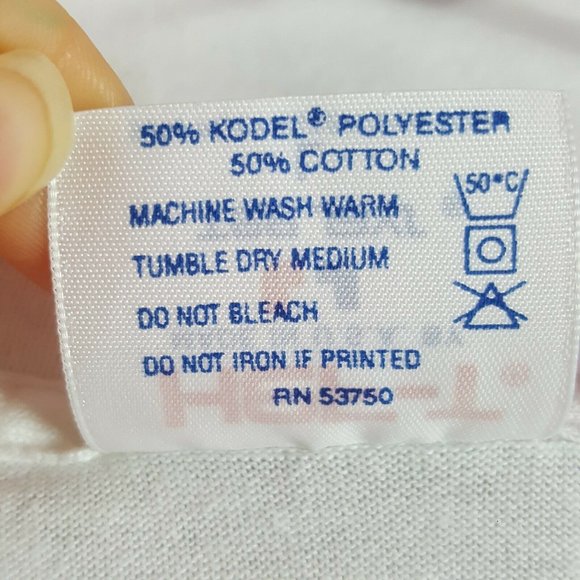 50% KODEL® POLYESTER
50% COTTON
MACHINE WASH WARM
50°C
TUMBLE DRY MEDIUM
DO NOT BLEACH
DO NOT IRON IF PRINTED
RN 53750